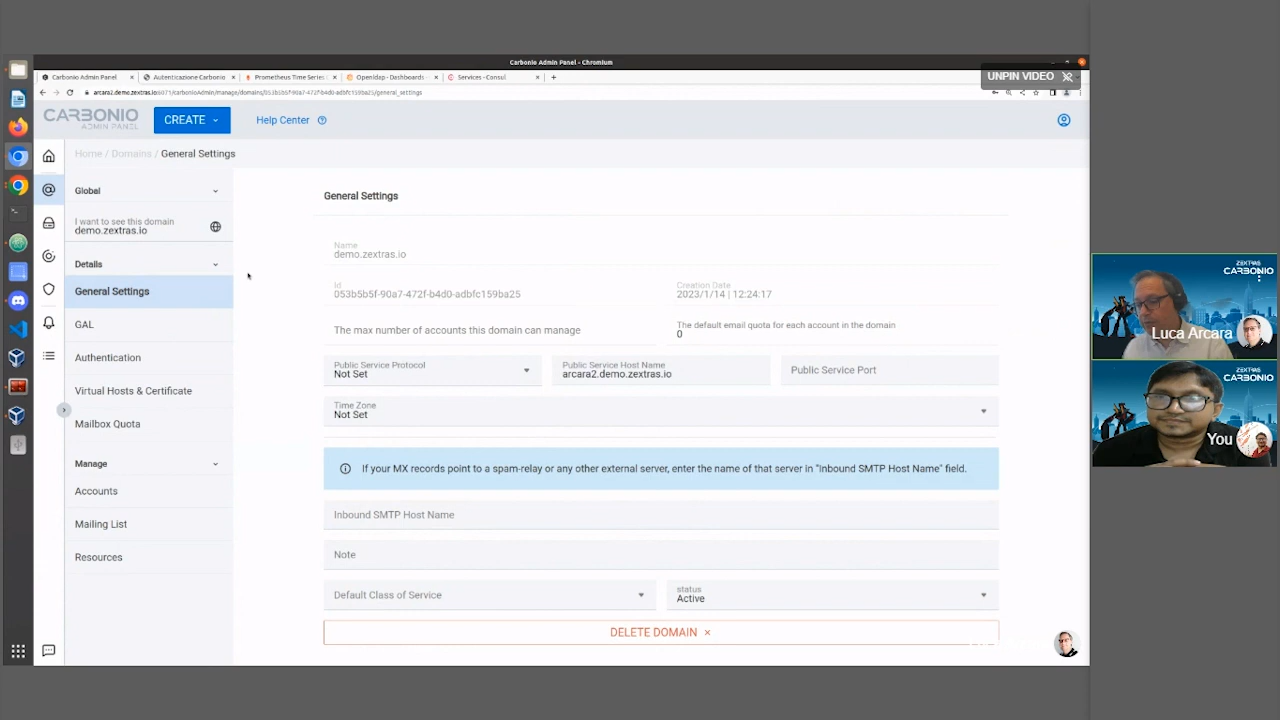 Carbonio Admin Panel - Chromium
Carbonio Admin Panel
Autenticazione Carbonio
Prometheus Time Series
Openldap - Dashboards
Services - Consul
UNPIN VIDEO
CARBONIO
ADMIN PANEL
CREATE
Help Center
Home / Domains / General Settings
Global
I want to see this domain
demo.zextras.io
Details
General Settings
GAL
Authentication
Virtual Hosts & Certificate
Mailbox Quota
Manage
Accounts
Mailing List
Resources
General Settings
Name
demo.zextras.io
Id
053b5b5f-90a7-472f-b4d0-adbfc159ba25
Creation Date
2023/1/14 | 12:24:17
The max number of accounts this domain can manage
The default email quota for each account in the domain
0
Public Service Protocol
Not Set
Public Service Host Name
arcara2.demo.zextras.io
Public Service Port
Time Zone
Not Set
If your MX records point to a spam-relay or any other external server, enter the name of that server in "Inbound SMTP Host Name" field.
Inbound SMTP Host Name
Note
Default Class of Service
status
Active
DELETE DOMAIN ×
ZEXTRAS
CARBONIO
Luca Arcara
ZEXTRAS
CARBONIO
You